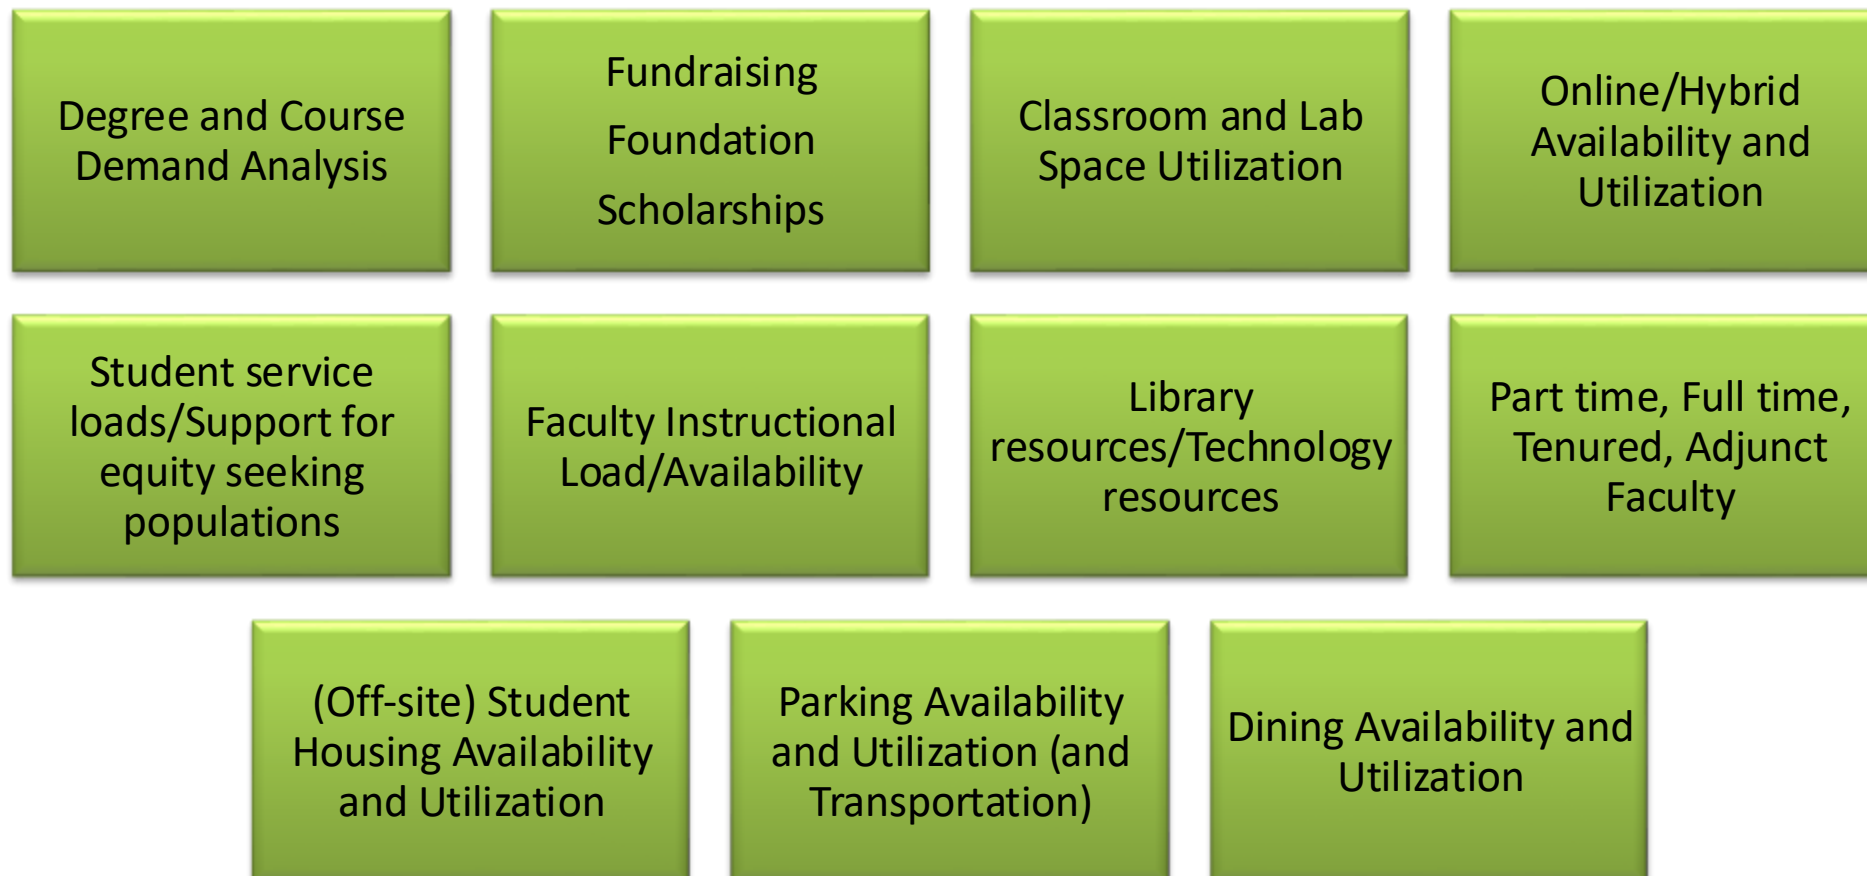 Degree and Course
Demand Analysis
Fundraising
Foundation
Scholarships
Classroom and Lab
Space Utilization
Online/Hybrid
Availability and
Utilization
Student service
loads/Support for
equity seeking
populations
Faculty Instructional
Load/Availability
Library
resources/Technology
resources
Part time, Full time,
Tenured, Adjunct
Faculty
(Off-site) Student
Housing Availability
and Utilization
Parking Availability
and Utilization (and
Transportation)
Dining Availability and
Utilization